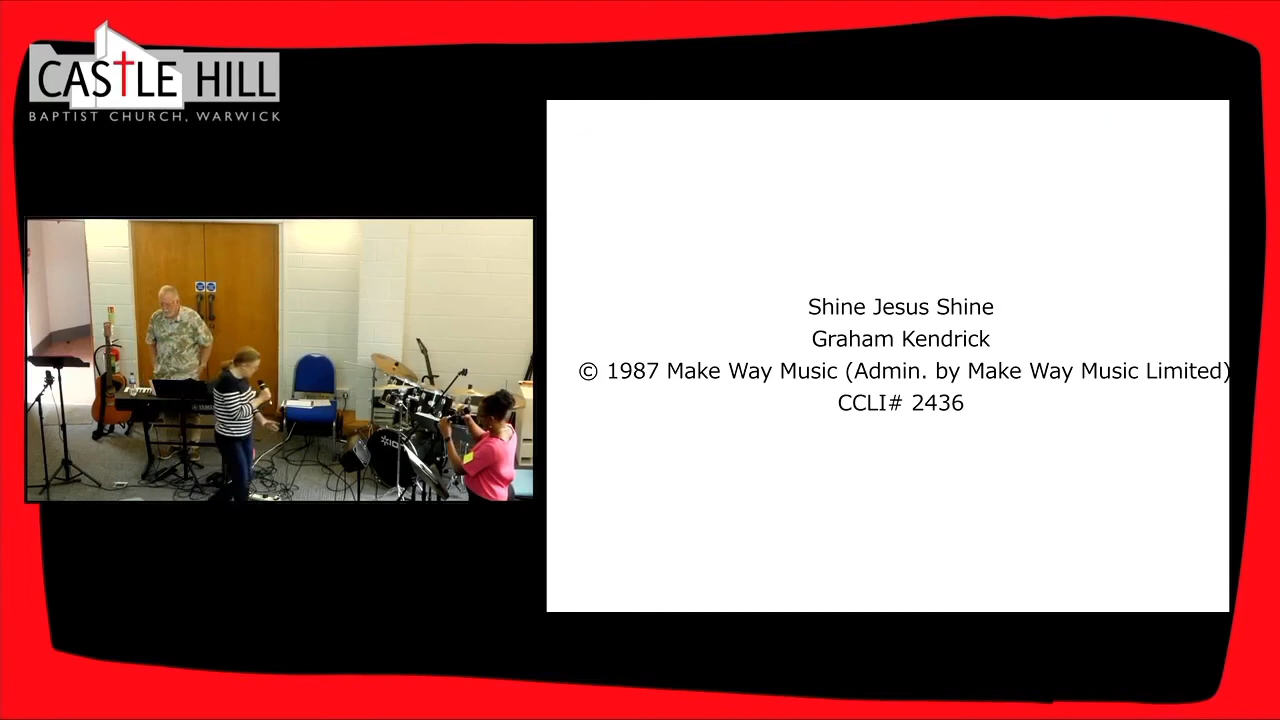 CASTLE HILL
BAPTIST CHURCH, WARWICK
Shine Jesus Shine
Graham Kendrick
© 1987 Make Way Music (Admin. by Make Way Music Limited)
CCLI# 2436